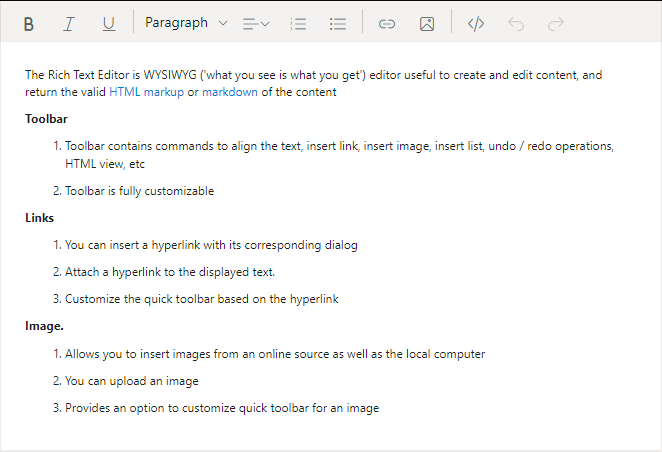 B I U Paragraph
The Rich Text Editor is WYSIWYG ('what you see is what you get') editor useful to create and edit content, and
return the valid HTML markup or markdown of the content
Toolbar
1. Toolbar contains commands to align the text, insert link, insert image, insert list, undo / redo operations,
HTML view, etc
2. Toolbar is fully customizable
Links
1. You can insert a hyperlink with its corresponding dialog
2. Attach a hyperlink to the displayed text.
3. Customize the quick toolbar based on the hyperlink
Image.
1. Allows you to insert images from an online source as well as the local computer
2. You can upload an image
3. Provides an option to customize quick toolbar for an image